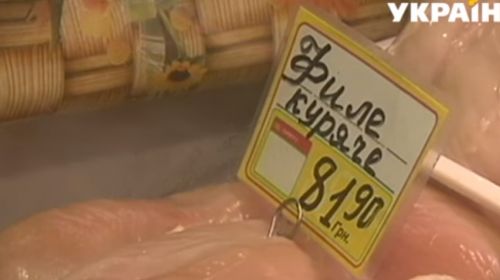 УКРАЇН
Филе
куряче
81 90
Грн.